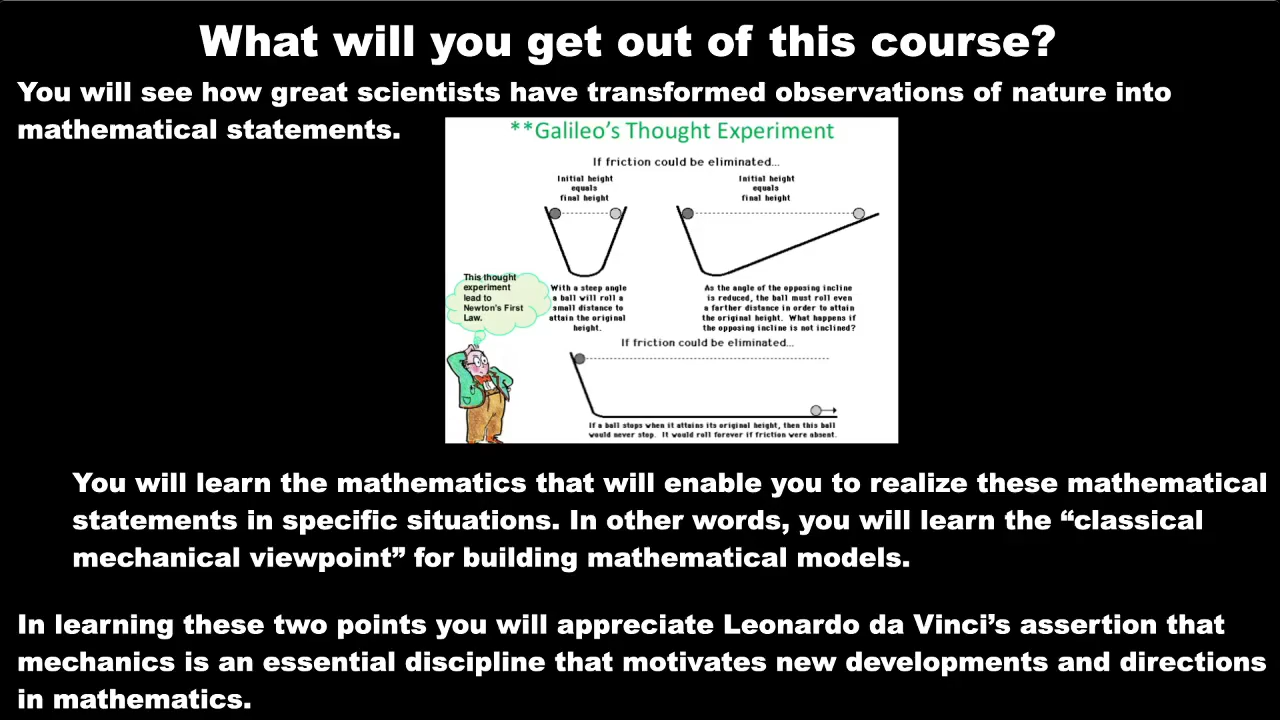 What will you get out of this course?
You will see how great scientists have transformed observations of nature into
mathematical statements.
**Galileo's Thought Experiment
If friction could be eliminated...
Initial height
equals
final height
Initial height
equals
final height
This thought
experiment
lead to
Newton's First
Law.
With a steep angle
a ball will roll a
small distance to
attain the original
height.
As the angle of the opposing incline
is reduced, the ball must roll even
a farther distance in order to attain
the original height. What happens if
the opposing incline is not inclined?
If friction could be eliminated...
If a ball stops when it attains its original height, then this ball
would never stop. It would roll forever if friction were absent.
You will learn the mathematics that will enable you to realize these mathematical
statements in specific situations. In other words, you will learn the “classical
mechanical viewpoint” for building mathematical models.
In learning these two points you will appreciate Leonardo da Vinci’s assertion that
mechanics is an essential discipline that motivates new developments and directions
in mathematics.